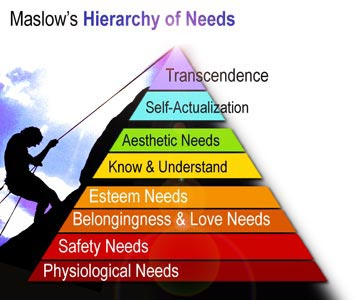 Maslow's Hierarchy of Needs
Transcendence
Self-Actualization
Aesthetic Needs
Know & Understand
Esteem Needs
Belongingness & Love Needs
Safety Needs
Physiological Needs